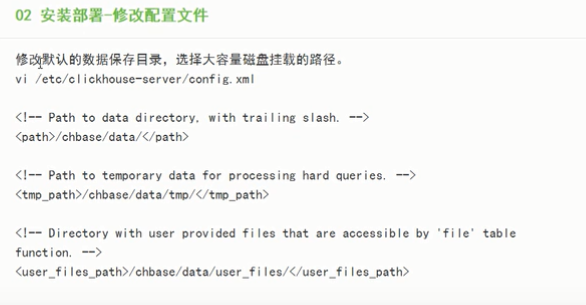 02 安装部署-修改配置文件
修改默认的数据保存目录，选择大容量磁盘挂载的路径。
vi /etc/clickhouse-server/config.xml
<!-- Path to data directory, with trailing slash. -->
<path>/chbase/data/</path>
<!-- Path to temporary data for processing hard queries. -->
<tmp_path>/chbase/data/tmp/</tmp_path>
<!-- Directory with user provided files that are accessible by 'file' table
function. -->
<user_files_path>/chbase/data/user_files/</user_files_path>